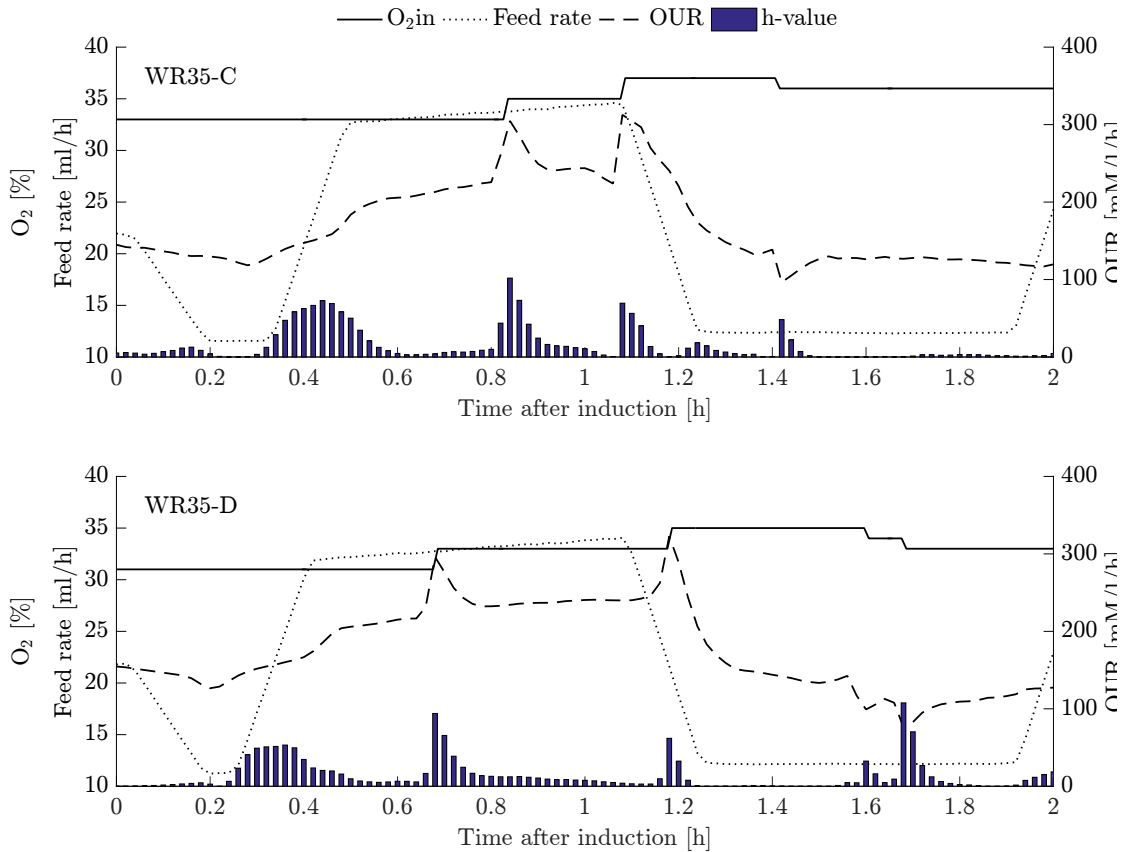 O₂in Feed rate OUR h-value
WR35-C
O₂ [%]
Feed rate [ml/h]
40
35
30
25
20
15
10
400
300
200
100
0
OUR [mM/l/h]
0 0.2 0.4 0.6 0.8 1 1.2 1.4 1.6 1.8 2
Time after induction [h]
WR35-D
O₂ [%]
Feed rate [ml/h]
40
35
30
25
20
15
10
400
300
200
100
0
OUR [mM/l/h]
0 0.2 0.4 0.6 0.8 1 1.2 1.4 1.6 1.8 2
Time after induction [h]